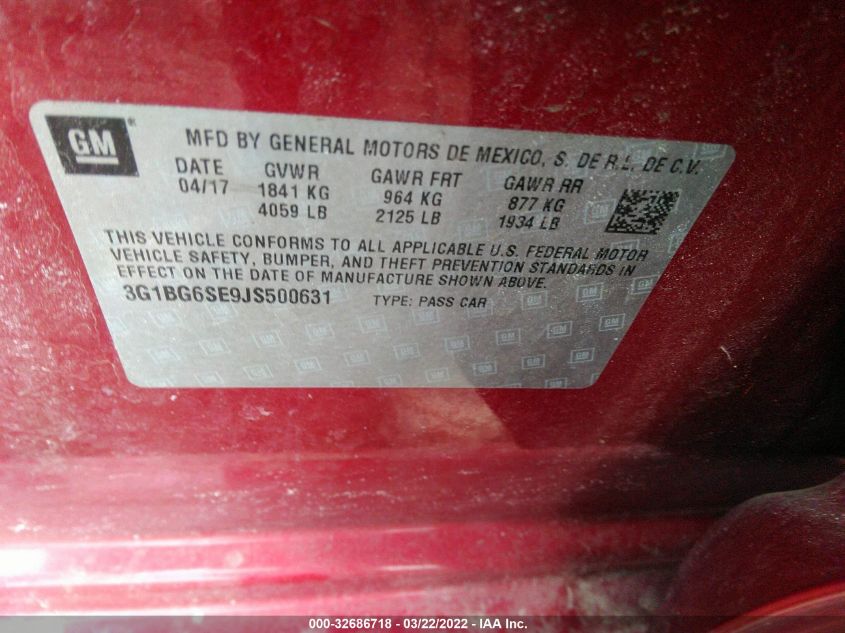 GM ®
MFD BY GENERAL MOTORS DE MEXICO, S. DE R.L. DE C.V.
DATE GVWR GAWR FRT GAWR RR
04/17 1841 KG 964 KG 877 KG
4059 LB 2125 LB 1934 LB
THIS VEHICLE CONFORMS TO ALL APPLICABLE U.S. FEDERAL MOTOR
VEHICLE SAFETY, BUMPER, AND THEFT PREVENTION STANDARDS IN
EFFECT ON THE DATE OF MANUFACTURE SHOWN ABOVE.
3G1BG6SE9JS500631 TYPE: PASS CAR
000-32686718 - 03/22/2022 - IAA Inc.